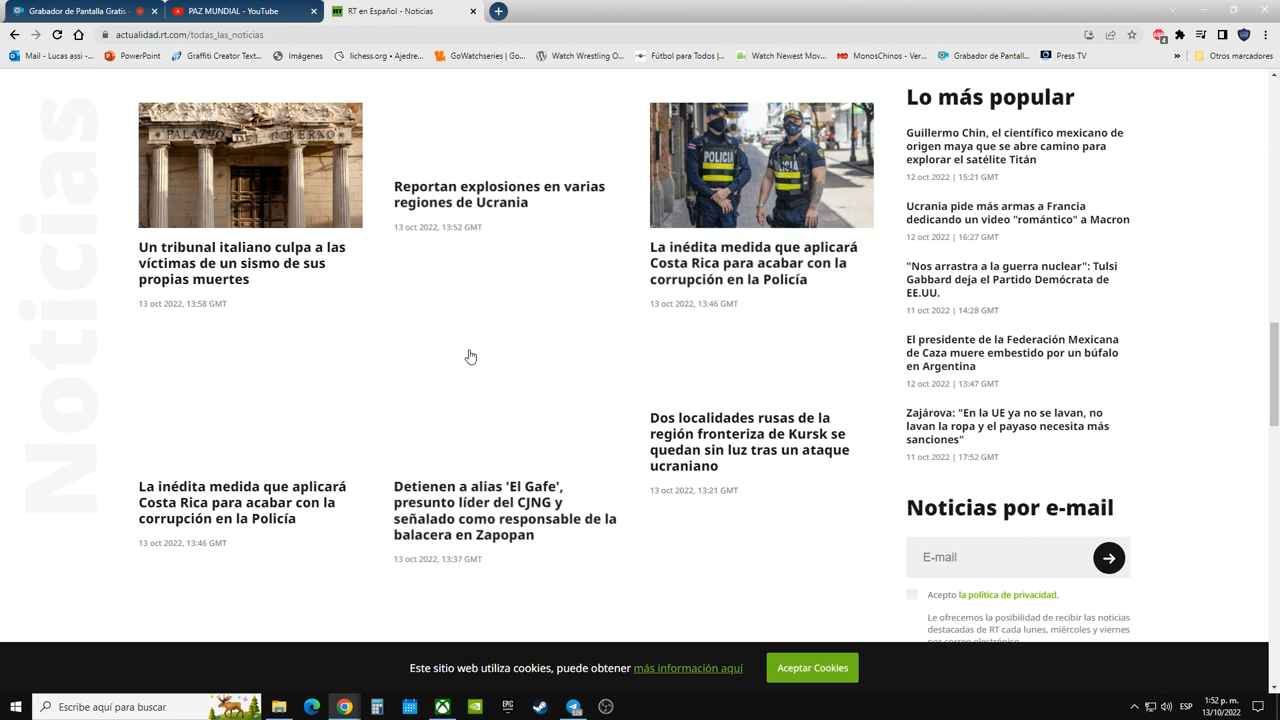 Grabador de Pantalla Gratis
PAZ MUNDIAL - YouTube
RT en Español - Noticias
actualidad.rt.com/todas_las_noticias
Mail - Lucas assi -...
PowerPoint
Graffiti Creator Text...
Imágenes
lichess.org • Ajedre...
GoWatchseries | Go...
Watch Wrestling O...
Fútbol para Todos |...
Watch Newest Mov...
MonosChinos - Ver...
Grabador de Pantall...
Press TV
»
Otros marcadores
Noticias
PALAZZO GOVERNO
Un tribunal italiano culpa a las
víctimas de un sismo de sus
propias muertes
13 oct 2022, 13:58 GMT
Reportan explosiones en varias
regiones de Ucrania
13 oct 2022, 13:52 GMT
POLICIA
La inédita medida que aplicará
Costa Rica para acabar con la
corrupción en la Policía
13 oct 2022, 13:46 GMT
La inédita medida que aplicará
Costa Rica para acabar con la
corrupción en la Policía
13 oct 2022, 13:46 GMT
Detienen a alias 'El Gafe',
presunto líder del CJNG y
señalado como responsable de la
balacera en Zapopan
13 oct 2022, 13:37 GMT
Dos localidades rusas de la
región fronteriza de Kursk se
quedan sin luz tras un ataque
ucraniano
13 oct 2022, 13:21 GMT
Lo más popular
Guillermo Chin, el científico mexicano de
origen maya que se abre camino para
explorar el satélite Titán
12 oct 2022 | 15:21 GMT
Ucrania pide más armas a Francia
dedicando un video "romántico" a Macron
12 oct 2022 | 16:27 GMT
"Nos arrastra a la guerra nuclear": Tulsi
Gabbard deja el Partido Demócrata de
EE.UU.
11 oct 2022 | 14:28 GMT
El presidente de la Federación Mexicana
de Caza muere embestido por un búfalo
en Argentina
12 oct 2022 | 13:47 GMT
Zajárova: "En la UE ya no se lavan, no
lavan la ropa y el payaso necesita más
sanciones"
11 oct 2022 | 17:52 GMT
Noticias por e-mail
E-mail
Acepto la política de privacidad.
Le ofrecemos la posibilidad de recibir las noticias
destacadas de RT cada lunes, miércoles y viernes
por correo electrónico
Este sitio web utiliza cookies, puede obtener más información aquí
Aceptar Cookies
Escribe aquí para buscar
EPIC
ESP
1:52 p. m.
13/10/2022